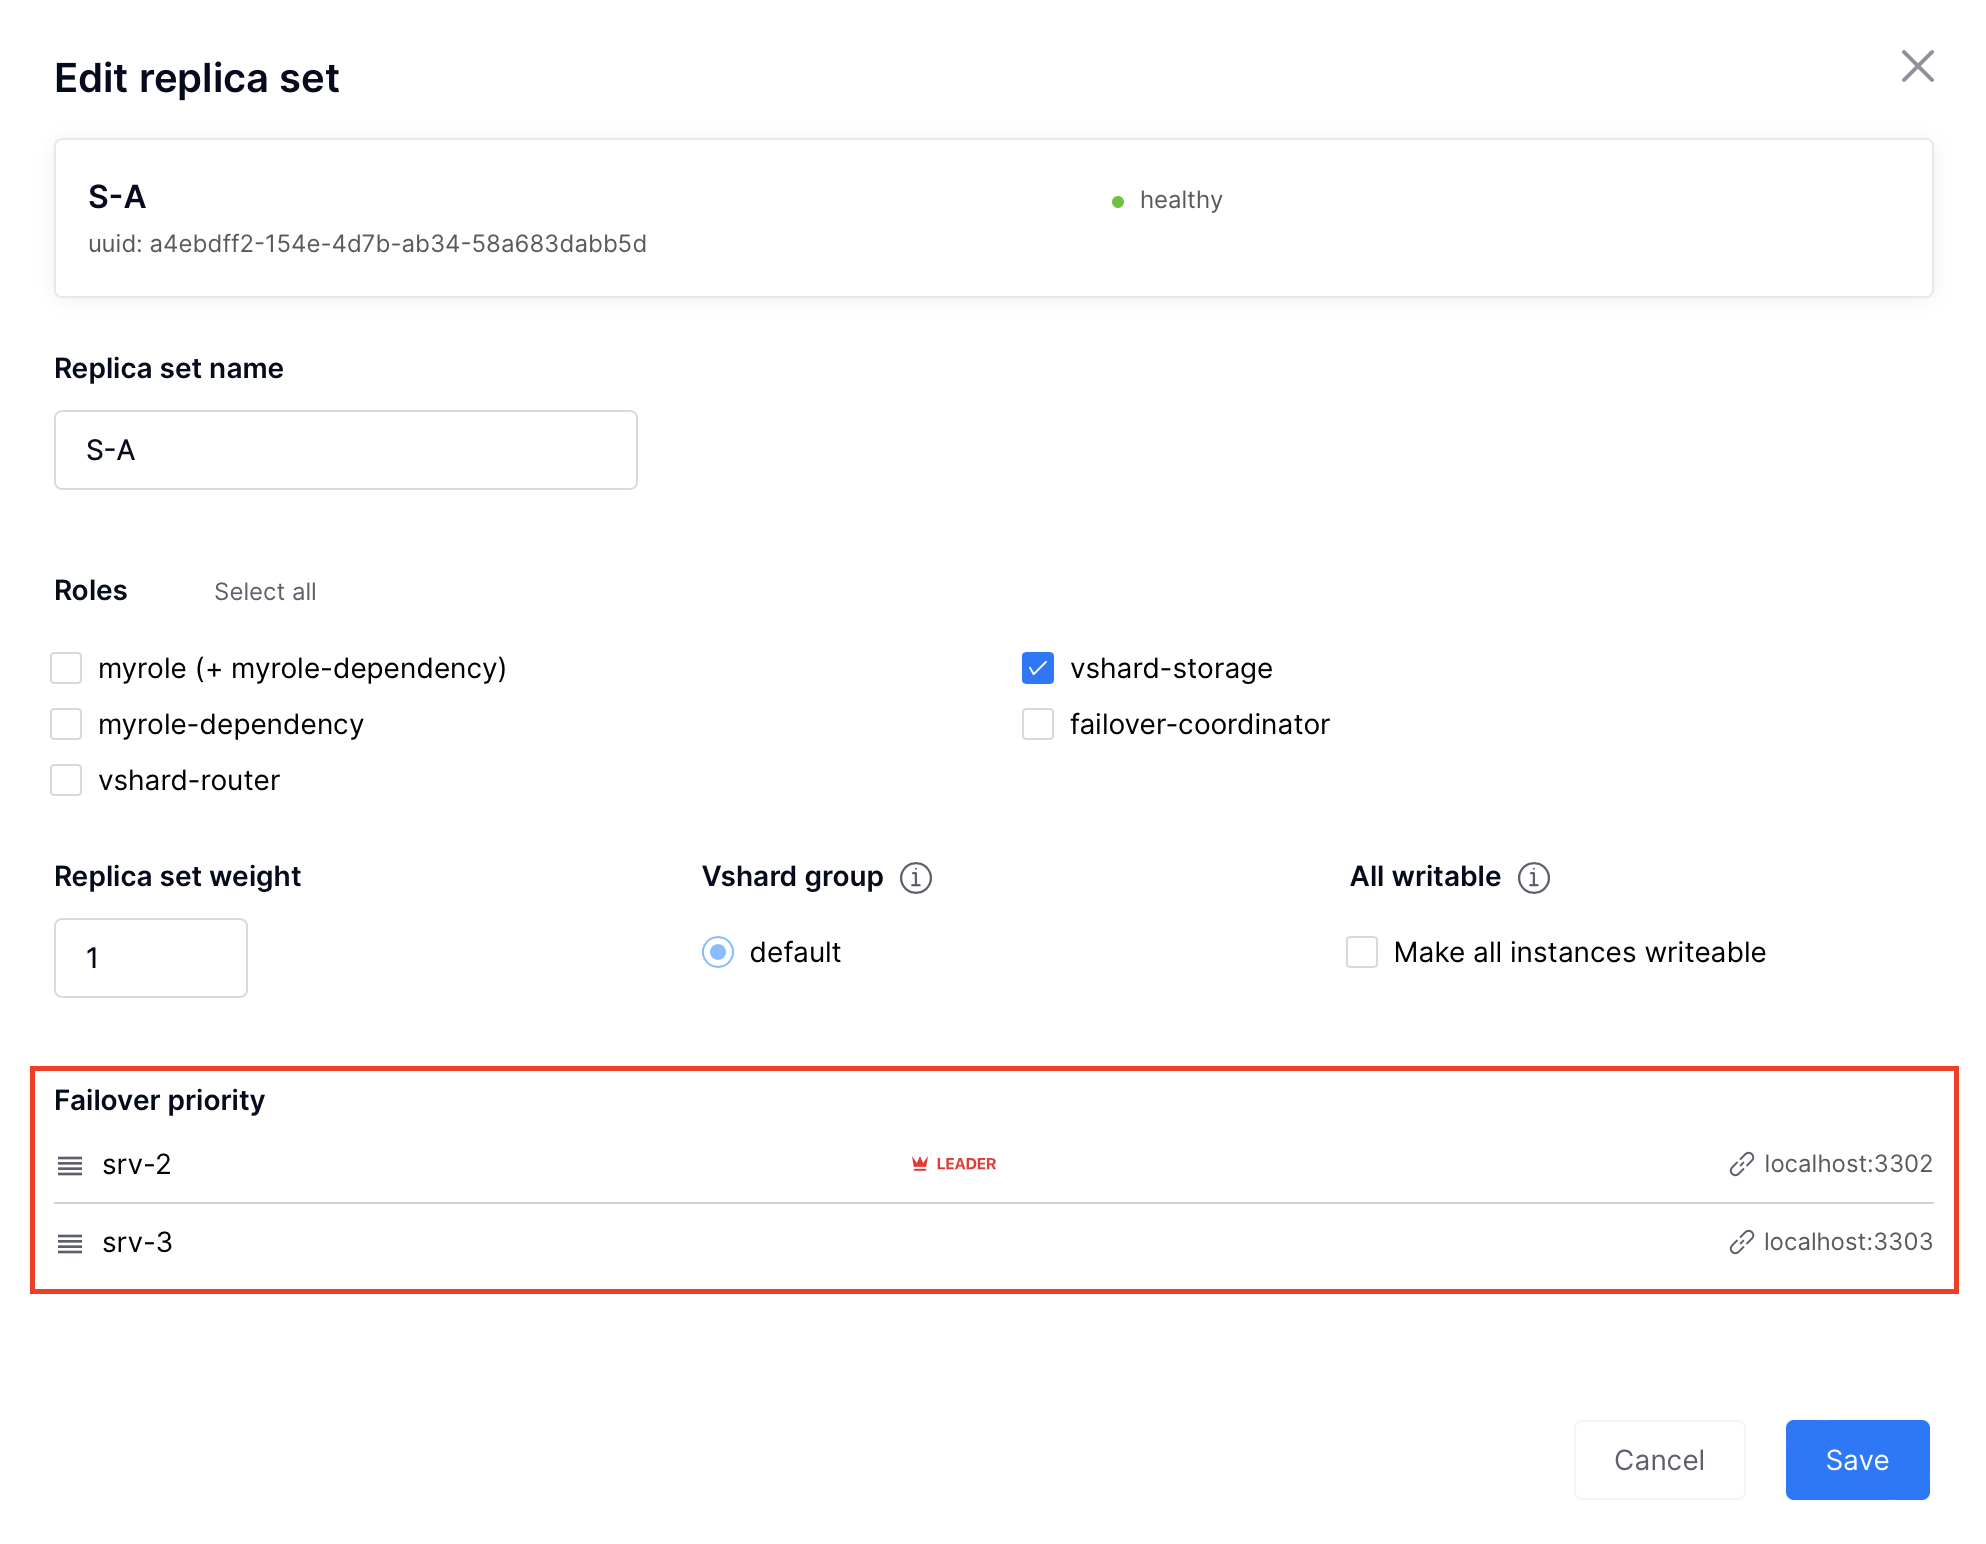 Edit replica set
S-A
healthy
uuid: a4ebdff2-154e-4d7b-ab34-58a683dabb5d
Replica set name
S-A
Roles Select all
myrole (+ myrole-dependency)
vshard-storage
myrole-dependency
failover-coordinator
vshard-router
Replica set weight
Vshard group
All writable
1
default
Make all instances writeable
Failover priority
srv-2 LEADER localhost:3302
srv-3 localhost:3303
Cancel Save